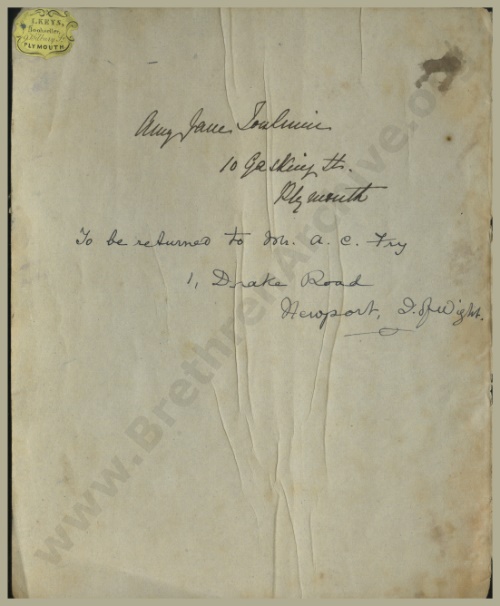 I. KEYS,
Bookseller,
PLYMOUTH
Amy Jane Toulmin
10 Gasking St.
Plymouth
To be returned to Mr. A. C. Fry
1, Drake Road
Newport, I. of Wight.
www.BrethrenArchive.org